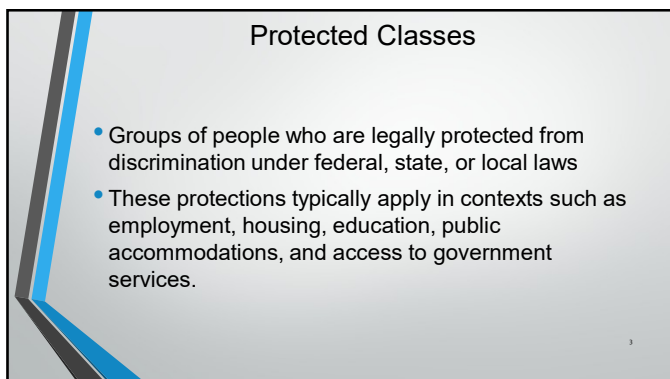 Protected Classes
• Groups of people who are legally protected from
discrimination under federal, state, or local laws
• These protections typically apply in contexts such as
employment, housing, education, public
accommodations, and access to government
services.
3